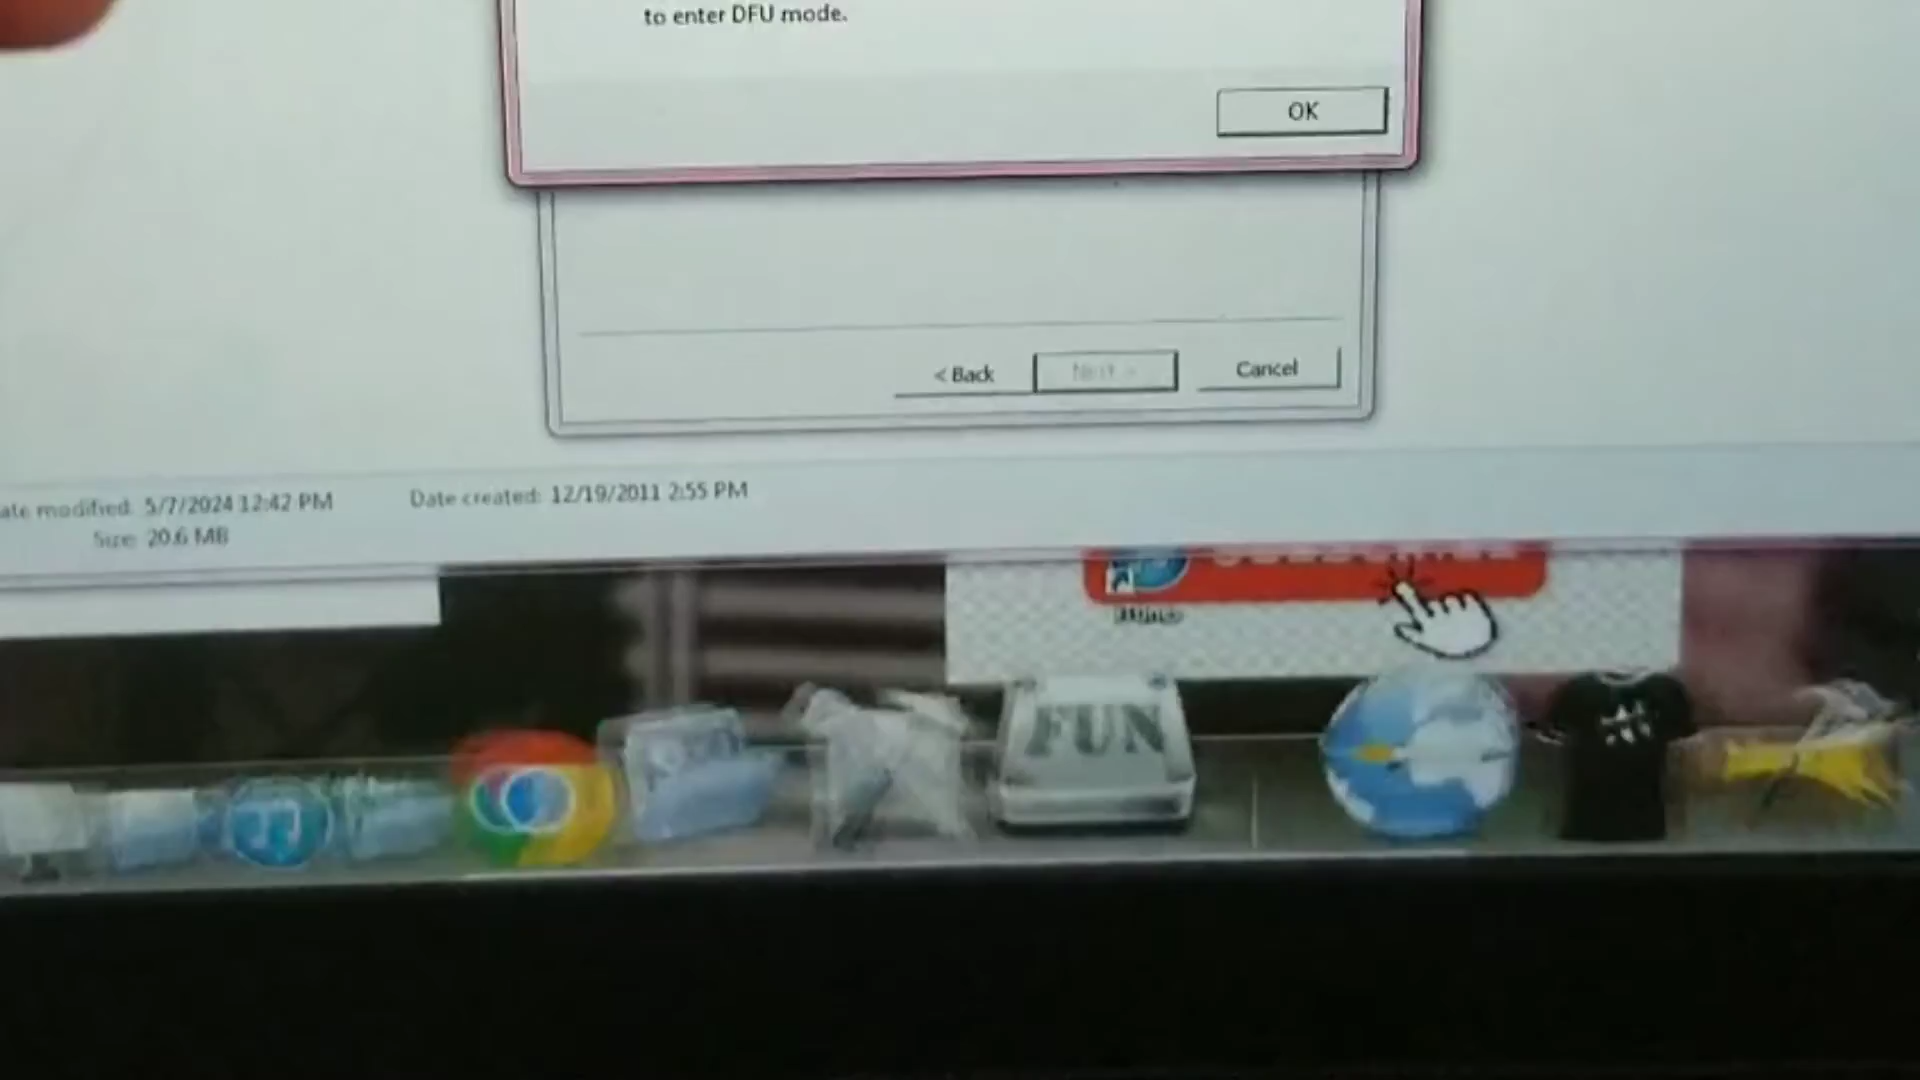 to enter DFU mode.
OK
< Back
Next >
Cancel
ate modified: 5/7/2024 12:42 PM
Date created: 12/19/2011 2:55 PM
Size: 20.6 MB
FUN